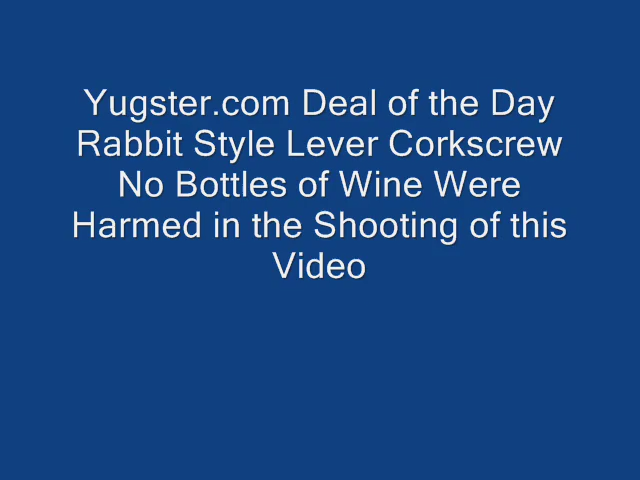 Yugster.com Deal of the Day
Rabbit Style Lever Corkscrew
No Bottles of Wine Were
Harmed in the Shooting of this
Video